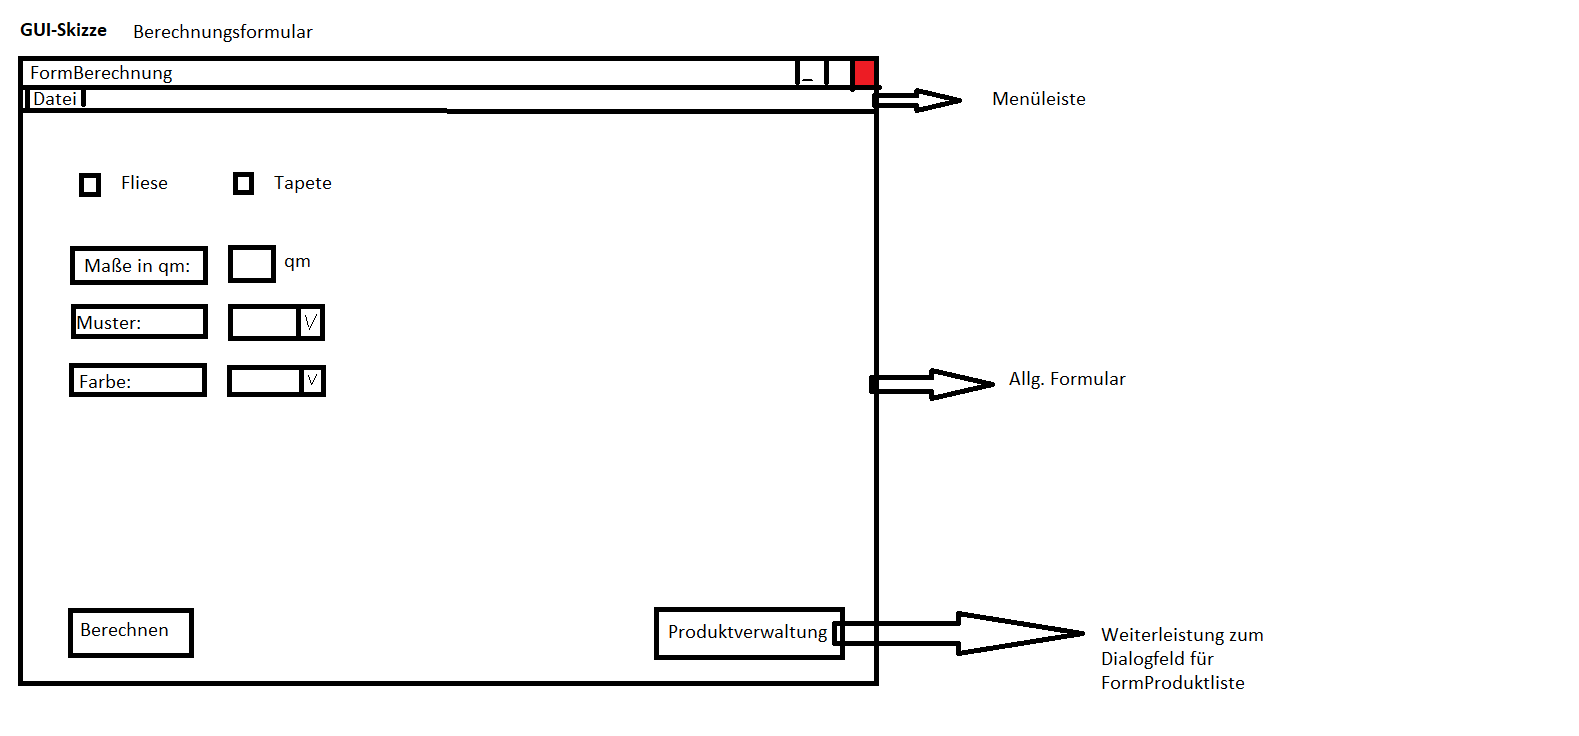 GUI-Skizze Berechnungsformular
FormBerechnung
_
Datei
Menüleiste
Fliese
Tapete
Maße in qm:
qm
Muster:
V
Farbe:
V
Allg. Formular
Berechnen
Produktverwaltung
Weiterleistung zum
Dialogfeld für
FormProduktliste